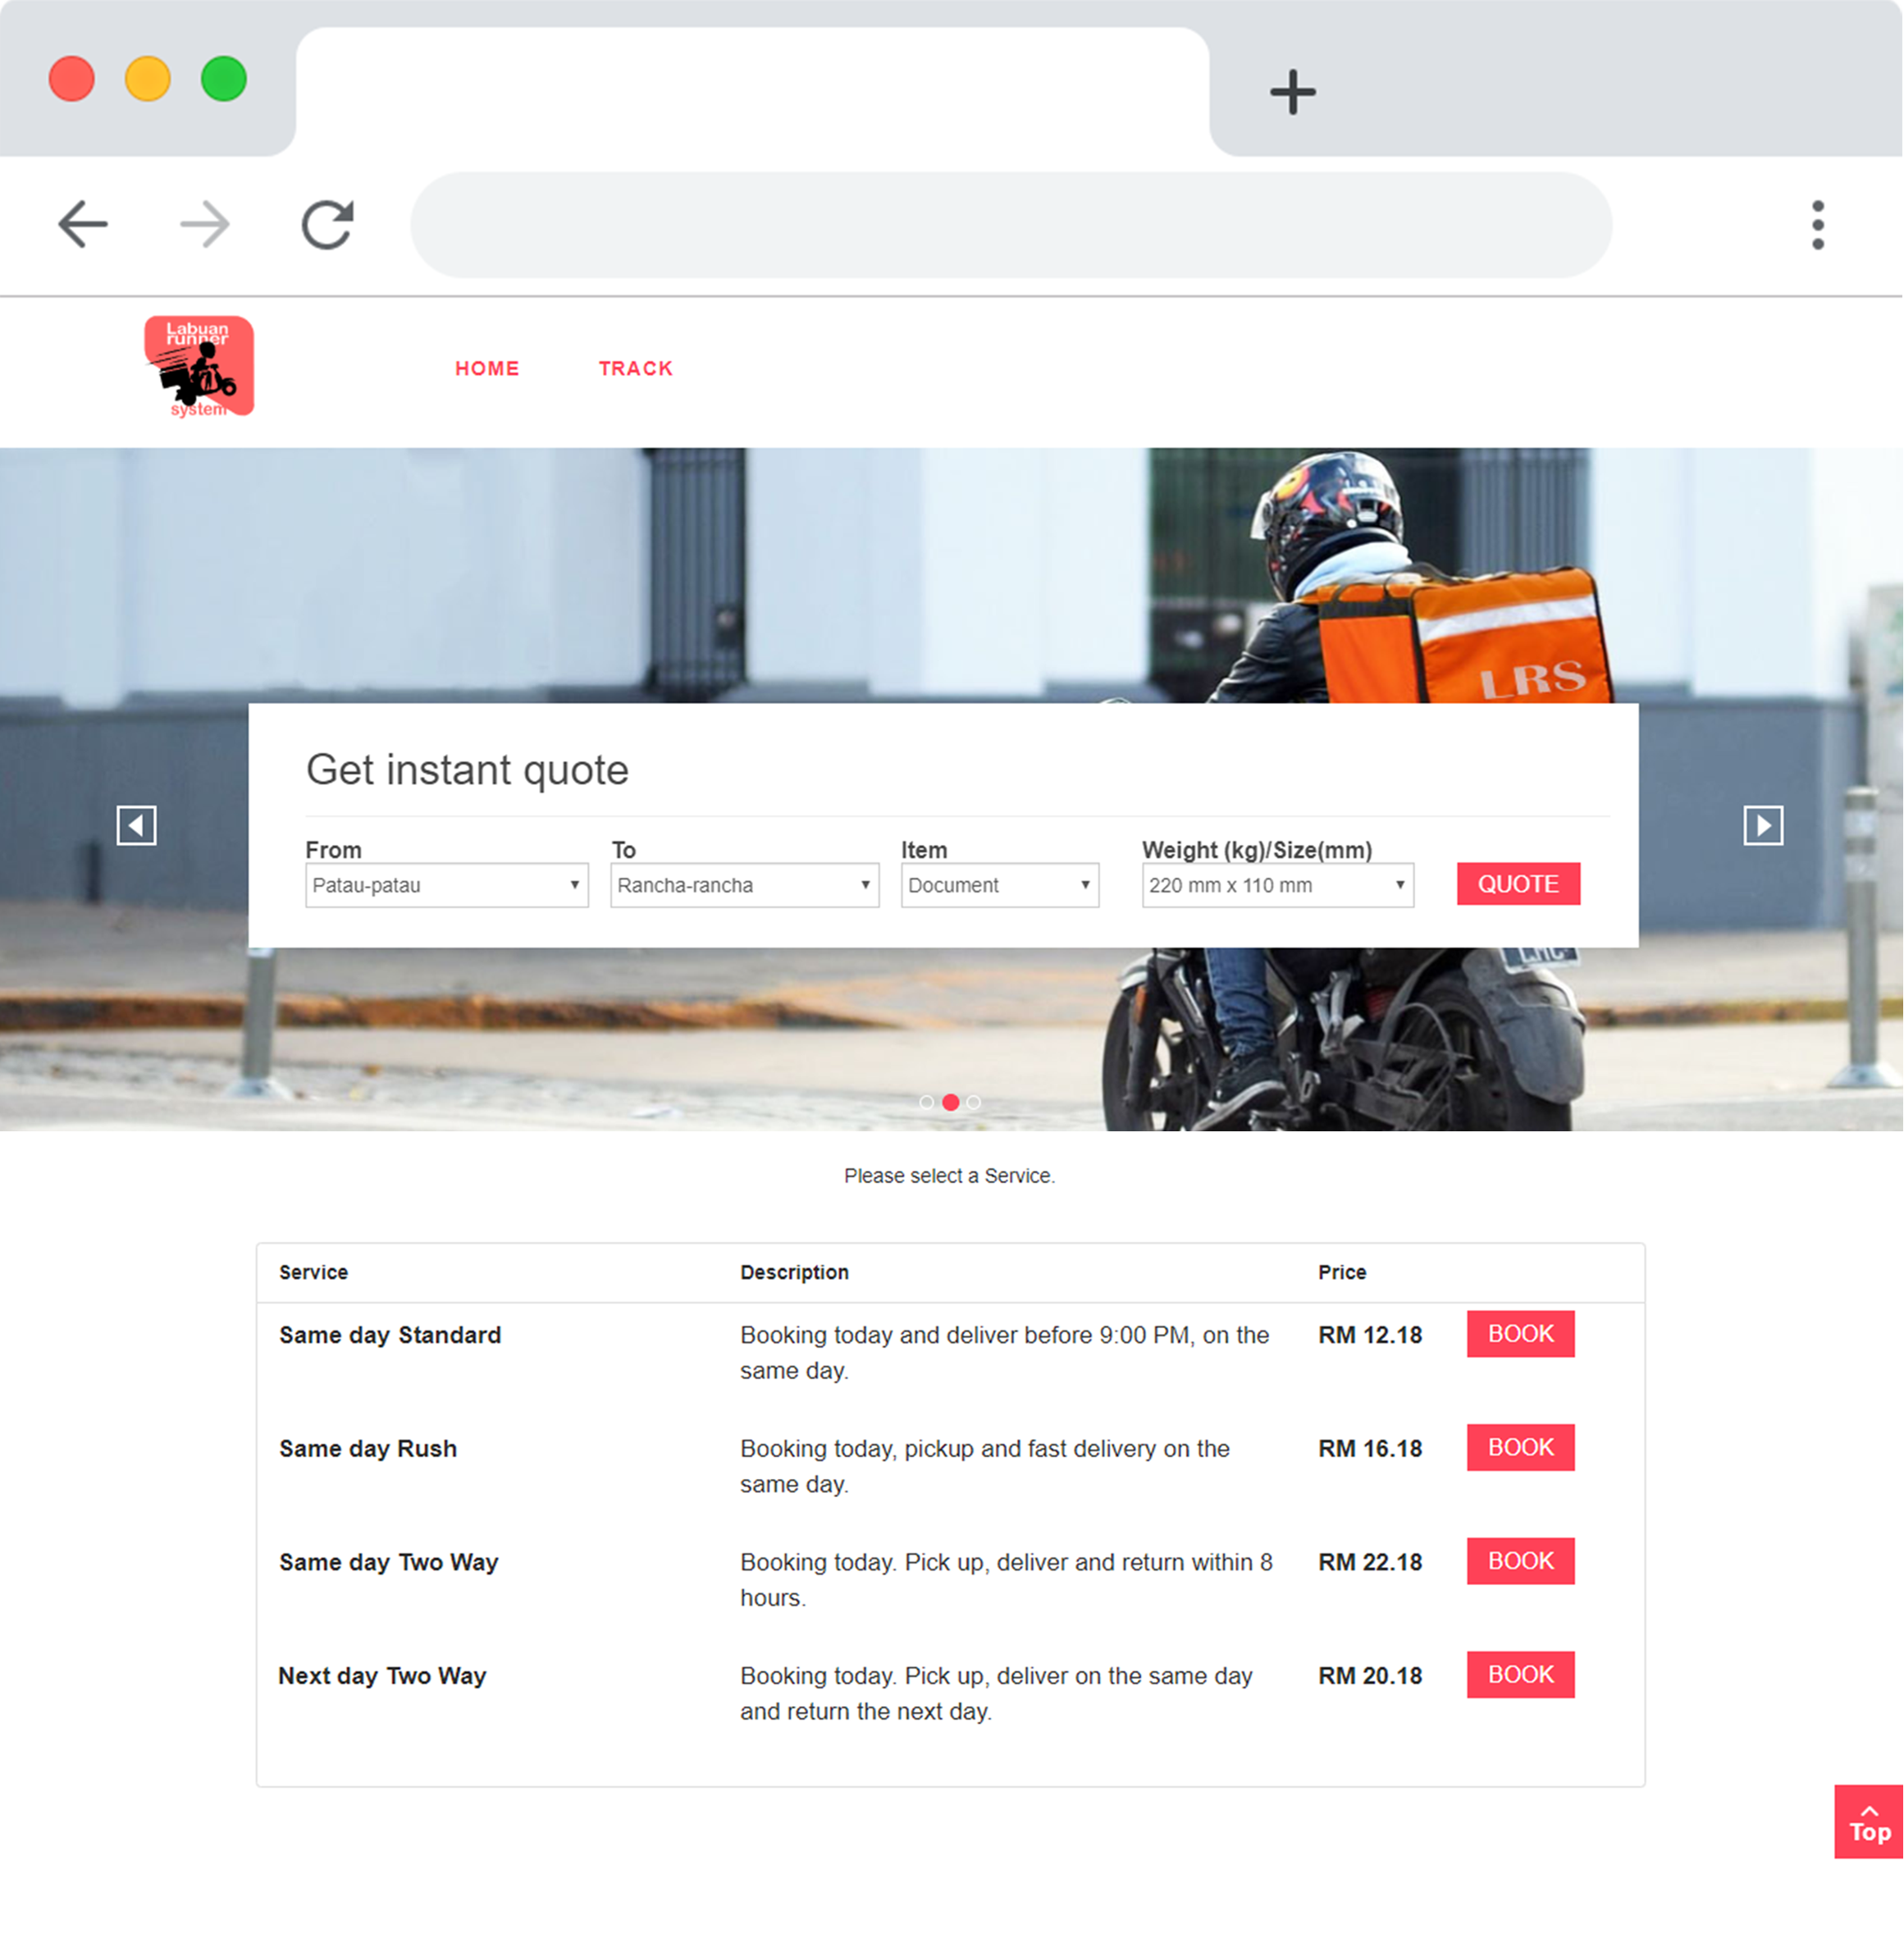 Labuan
runner
system
HOME TRACK
LRS
Get instant quote
From To Item Weight (kg)/Size(mm)
Patau-patau Rancha-rancha Document 220 mm x 110 mm QUOTE
Please select a Service.
Service Description Price
Same day Standard Booking today and deliver before 9:00 PM, on the RM 12.18 BOOK
same day.
Same day Rush Booking today, pickup and fast delivery on the RM 16.18 BOOK
same day.
Same day Two Way Booking today. Pick up, deliver and return within 8 RM 22.18 BOOK
hours.
Next day Two Way Booking today. Pick up, deliver on the same day RM 20.18 BOOK
and return the next day.
Top